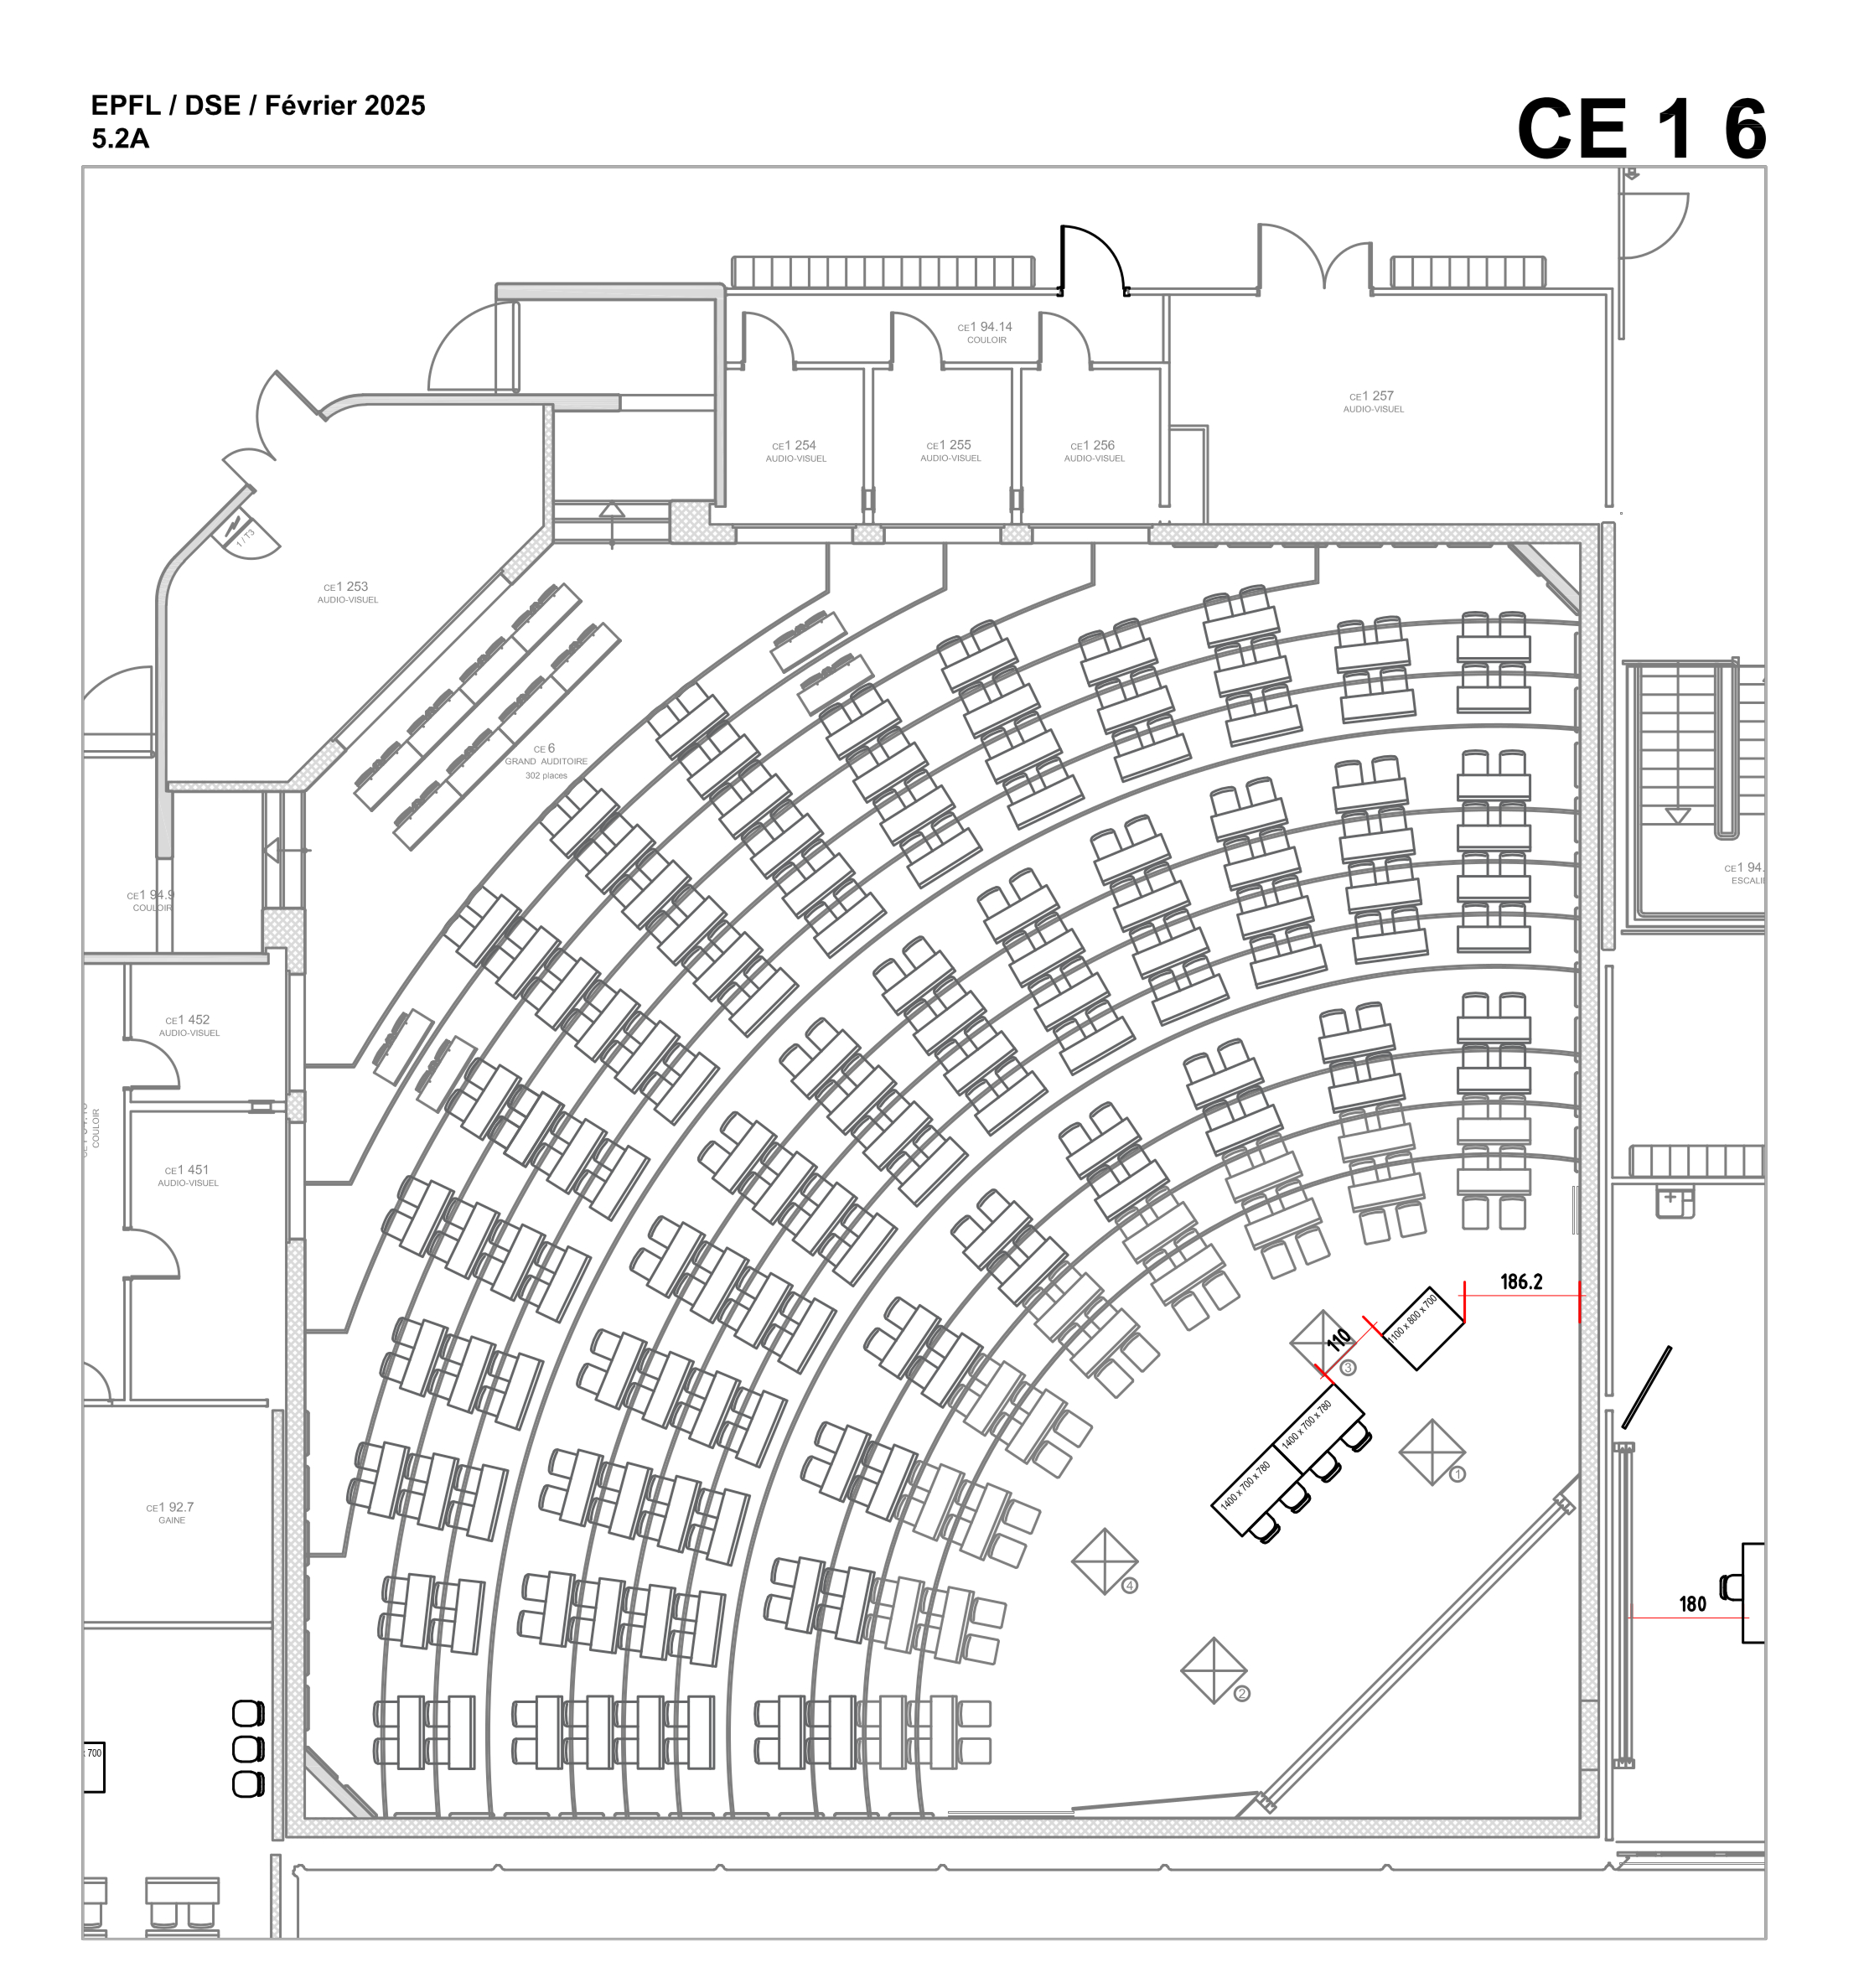 EPFL / DSE / Février 2025
5.2A
CE 1 6
CE1 94.14
COULOIR
CE1 257
AUDIO-VISUEL
CE1 254
AUDIO-VISUEL
CE1 255
AUDIO-VISUEL
CE1 256
AUDIO-VISUEL
1 / T3
CE1 253
AUDIO-VISUEL
CE 6
GRAND AUDITOIRE
302 places
CE1 94.9
COULOIR
CE1 94.
ESCALI
CE1 452
AUDIO-VISUEL
COULOIR
CE1 451
AUDIO-VISUEL
186.2
1100 x 800 x 700
110
3
1400 x 700 x 780
1400 x 700 x 780
1
CE1 92.7
GAINE
4
180
2
x 700